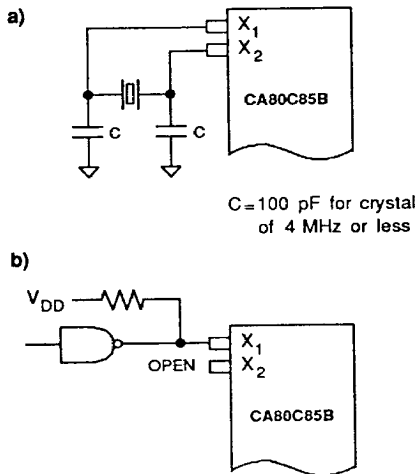 a)
X1
X2
CA80C85B
C
C
C=100 pF for crystal
of 4 MHz or less
b)
VDD
OPEN
X1
X2
CA80C85B